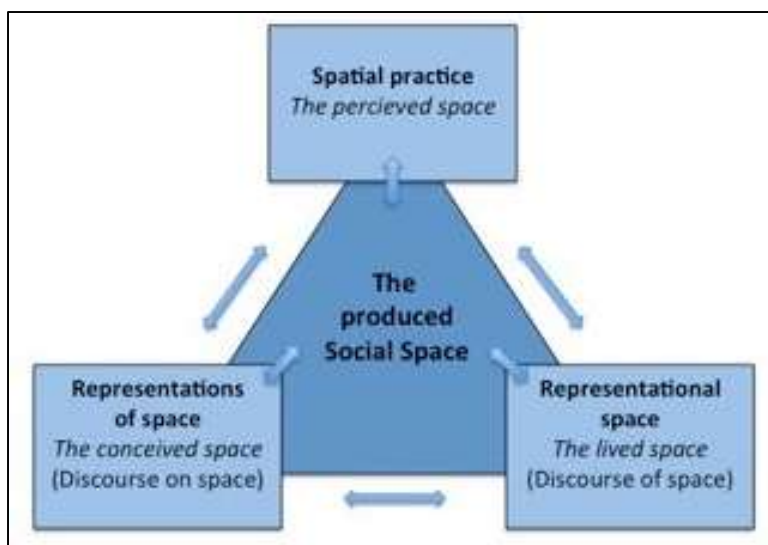 Spatial practice
The percieved space
The
produced
Social Space
Representations
of space
The conceived space
(Discourse on space)
Representational
space
The lived space
(Discourse of space)